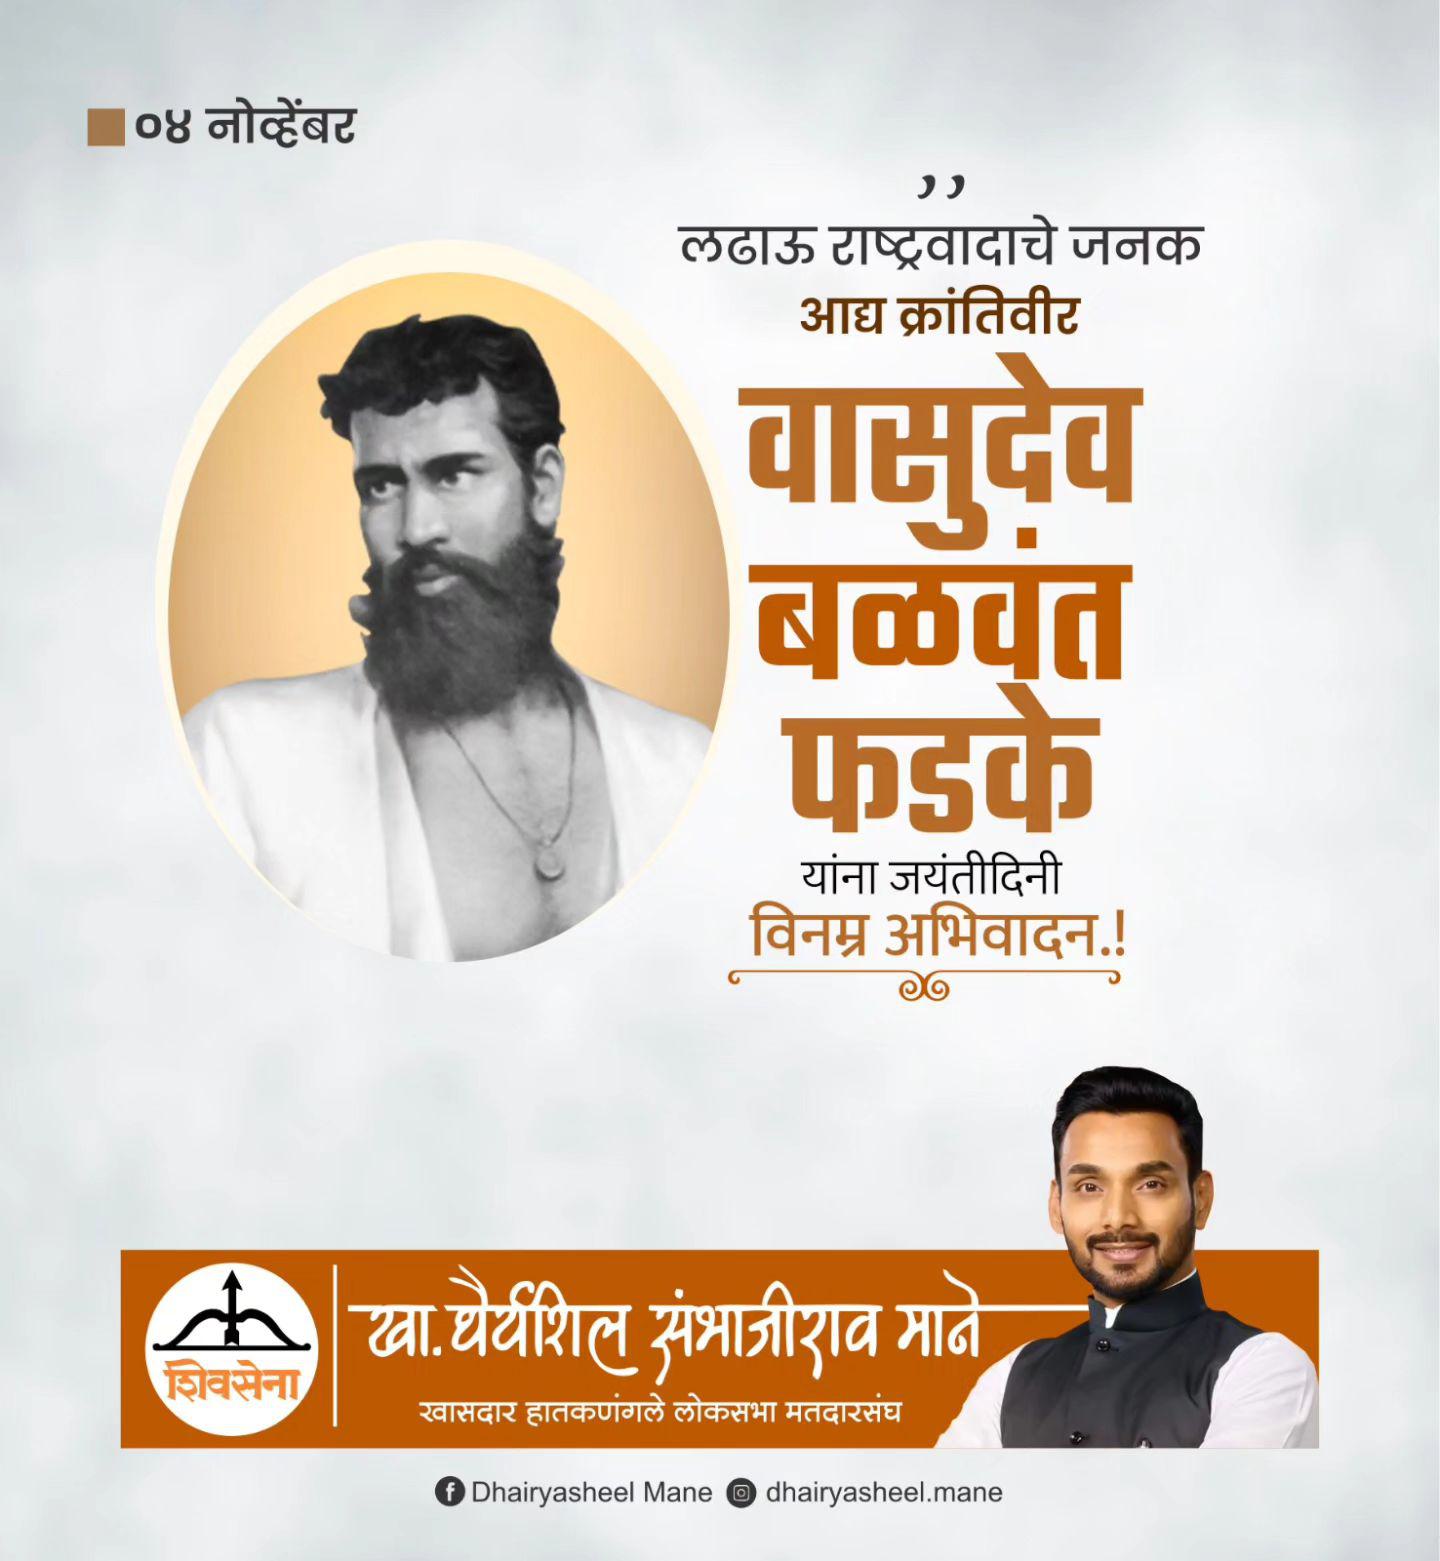 ०४ नोव्हेंबर
,,
लढाऊ राष्ट्रवादाचे जनक
आद्य क्रांतिवीर
वासुदेव
बळवंत
फडके
यांना जयंतीदिनी
विनम्र अभिवादन.!
शिवसेना
खा. धैर्यशिल संभाजीराव माने
खासदार हातकणंगले लोकसभा मतदारसंघ
Dhairyasheel Mane dhairyasheel.mane